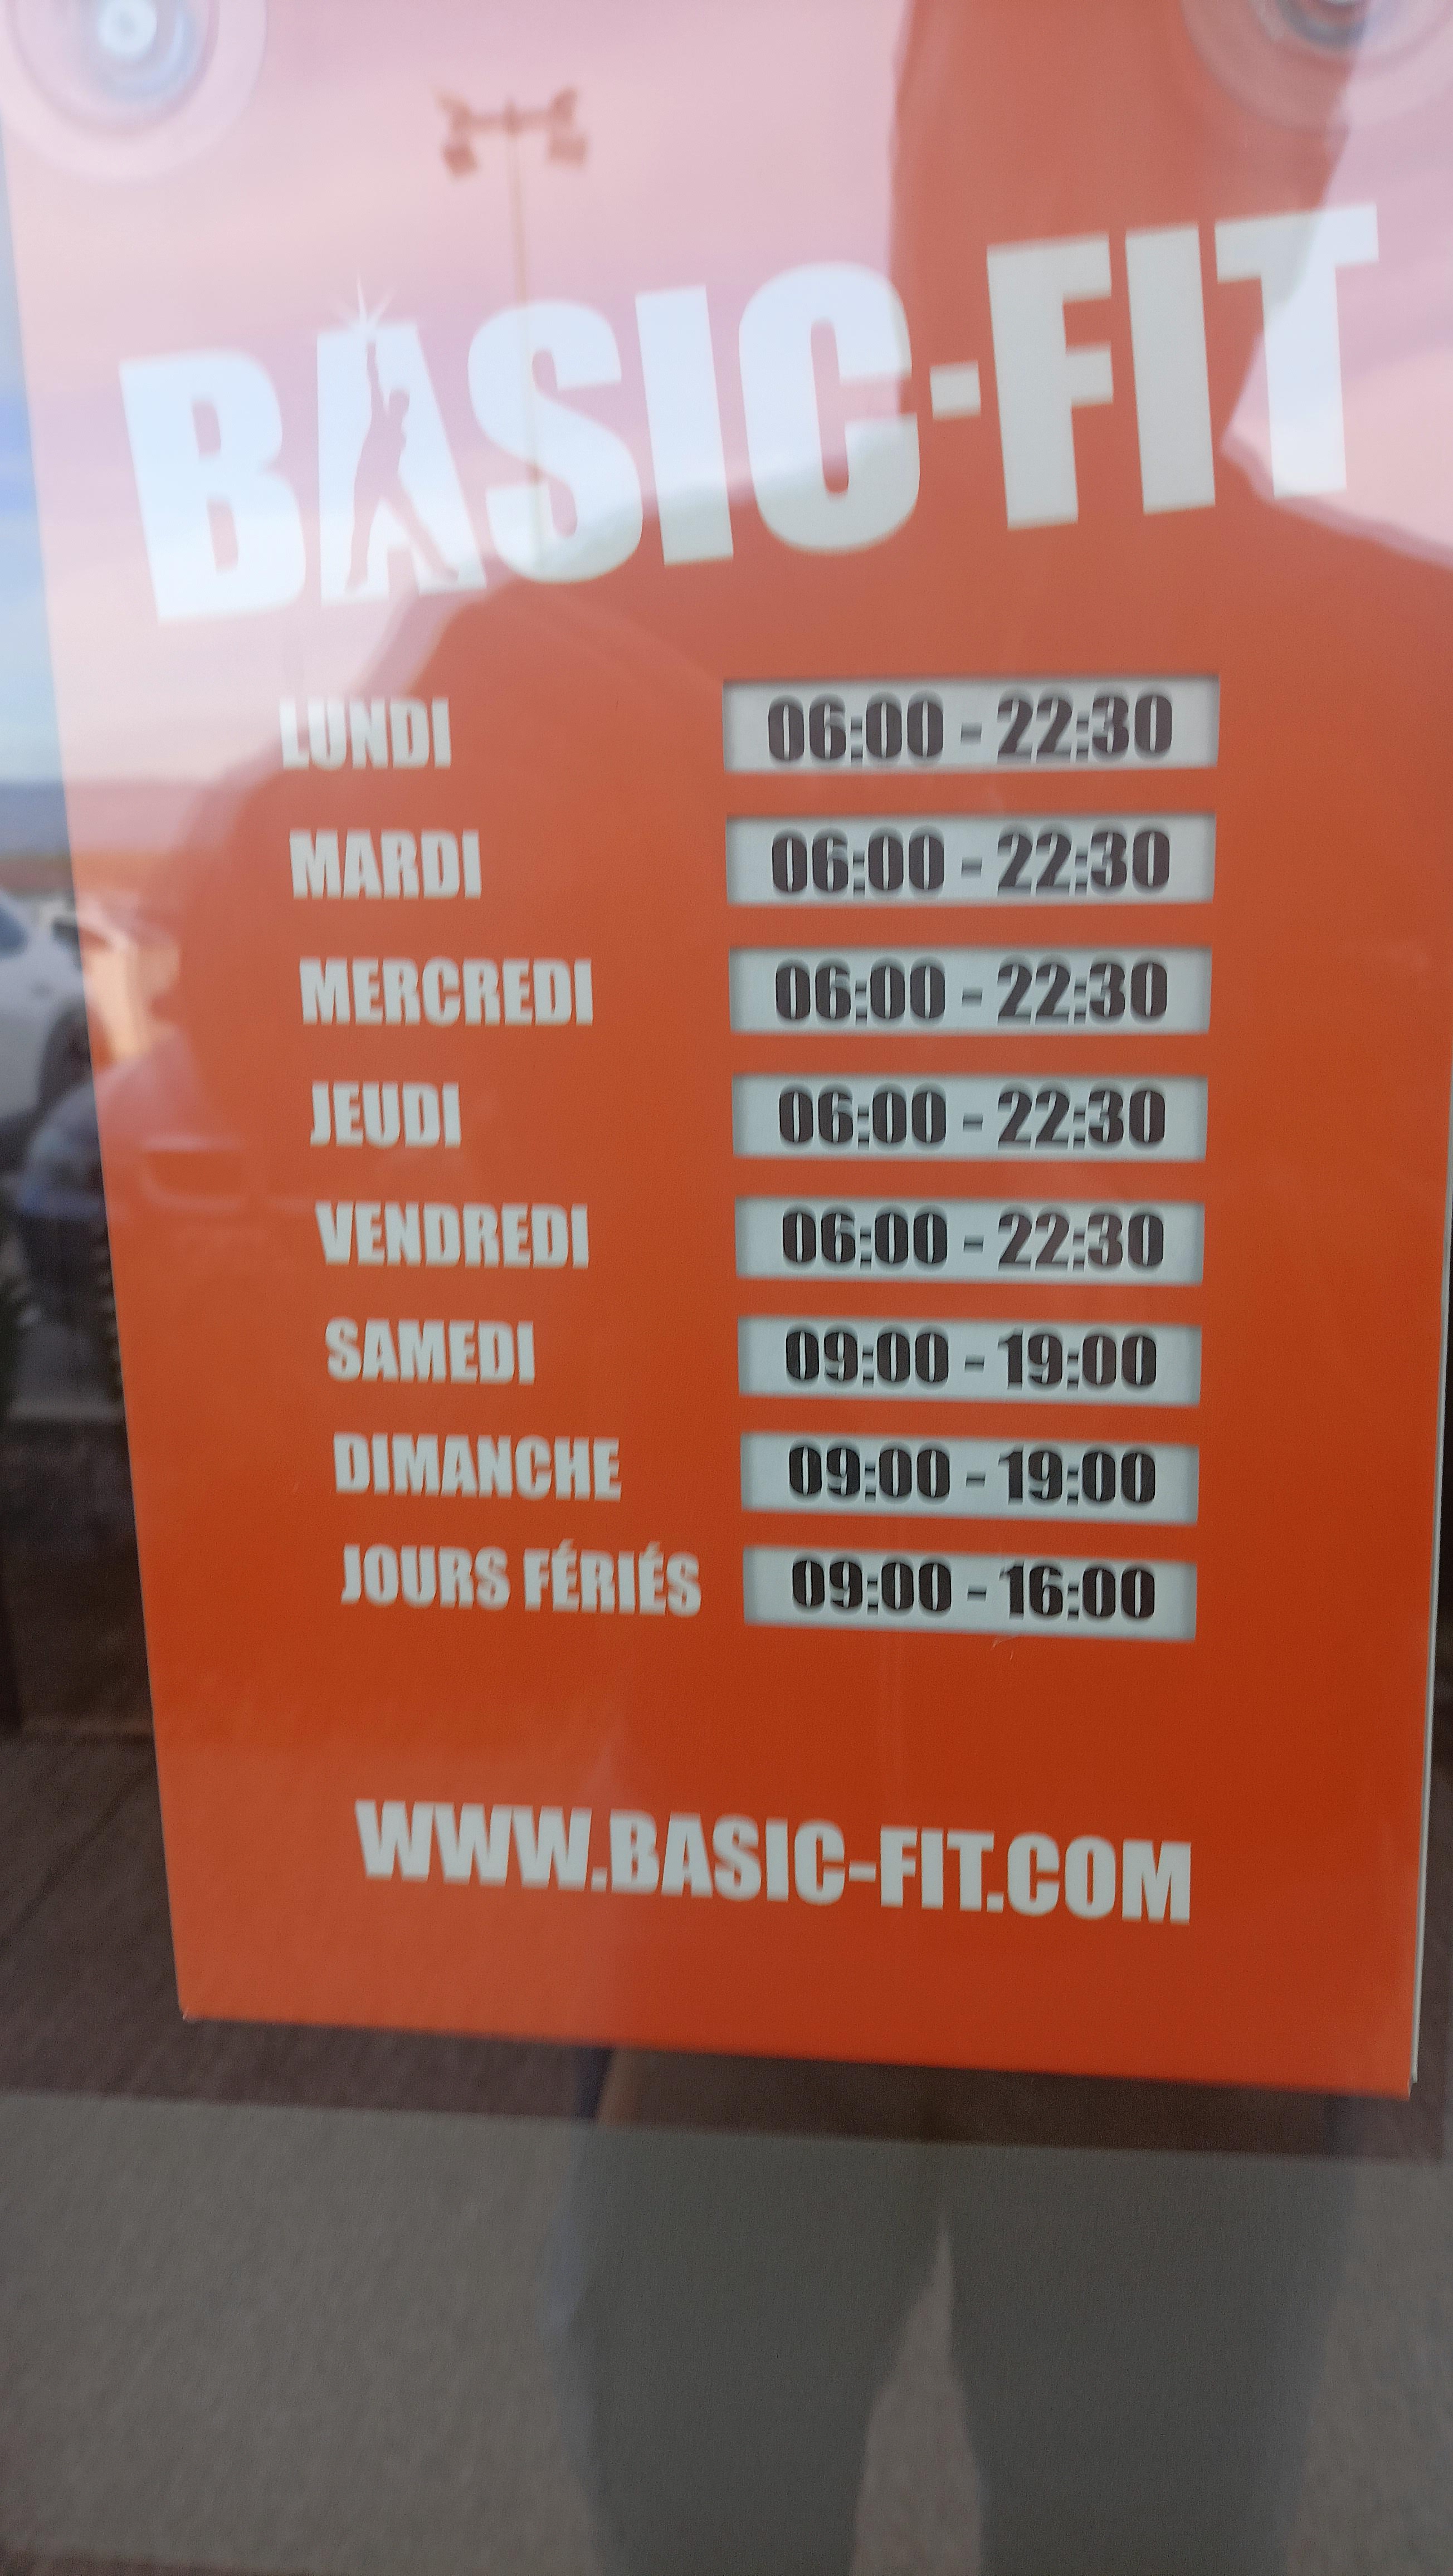 BASIC-FIT
LUNDI 06:00 - 22:30
MARDI 06:00 - 22:30
MERCREDI 06:00 - 22:30
JEUDI 06:00 - 22:30
VENDREDI 06:00 - 22:30
SAMEDI 09:00 - 19:00
DIMANCHE 09:00 - 19:00
JOURS FÉRIÉS 09:00 - 16:00
WWW.BASIC-FIT.COM